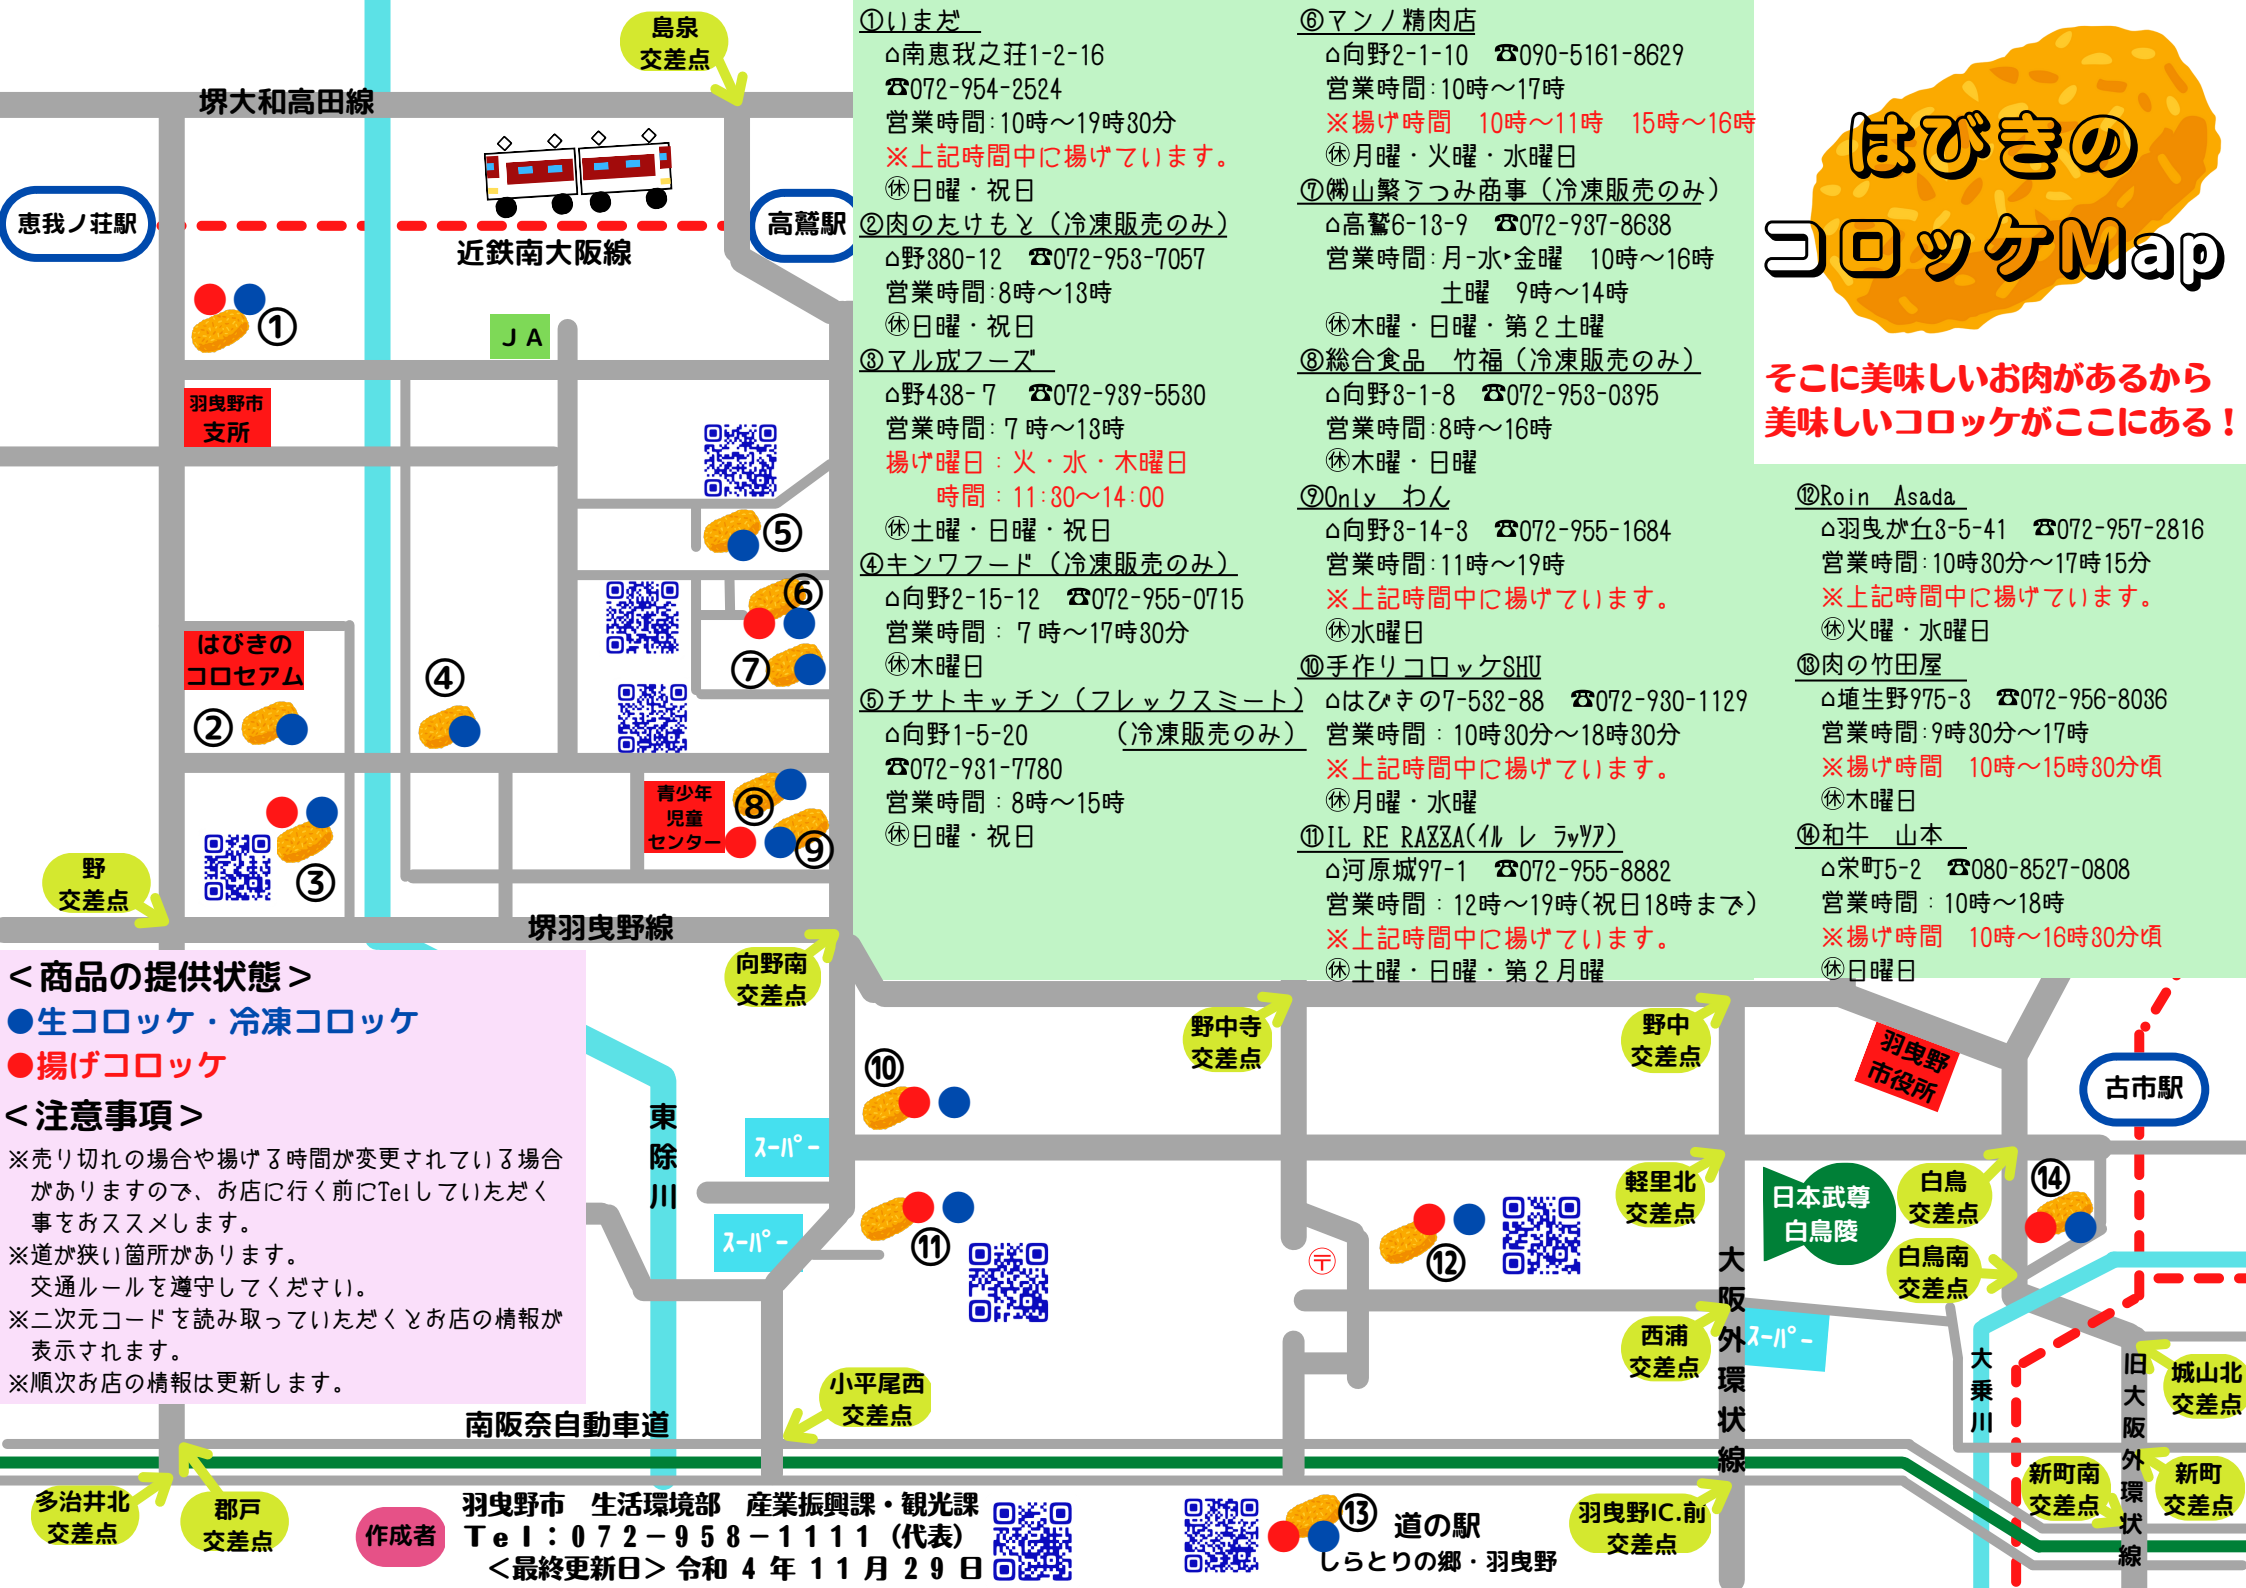 はびきの
コロッケMap
そこに美味しいお肉があるから
美味しいコロッケがここにある！
①いまだ
⌂南恵我之荘1-2-16
☎072-954-2524
営業時間:10時～19時30分
※上記時間中に揚げています。
㊡日曜・祝日
②肉のたけもと（冷凍販売のみ）
⌂野380-12　☎072-953-7057
営業時間:8時～13時
㊡日曜・祝日
③マル成フーズ
⌂野438-７　☎072-939-5530
営業時間:７時～13時
揚げ曜日：火・水・木曜日
時間：11:30～14:00
㊡土曜・日曜・祝日
④キンワフード（冷凍販売のみ）
⌂向野2-15-12　☎072-955-0715
営業時間：７時～17時30分
㊡木曜日
⑤チサトキッチン（フレックスミート）
⌂向野1-5-20　（冷凍販売のみ）
☎072-931-7780
営業時間：8時～15時
㊡日曜・祝日
⑥マンノ精肉店
⌂向野2-1-10　☎090-5161-8629
営業時間:10時～17時
※揚げ時間　10時～11時　15時～16時
㊡月曜・火曜・水曜日
⑦㈱山繁うつみ商事（冷凍販売のみ）
⌂高鷲6-13-9　☎072-937-8638
営業時間:月-水・金曜　10時～16時
土曜　9時～14時
㊡木曜・日曜・第２土曜
⑧総合食品　竹福（冷凍販売のみ）
⌂向野3-1-8　☎072-953-0395
営業時間:8時～16時
㊡木曜・日曜
⑨Only　わん
⌂向野3-14-3　☎072-955-1684
営業時間:11時～19時
※上記時間中に揚げています。
㊡水曜日
⑩手作りコロッケSHU
⌂はびきの7-532-88　☎072-930-1129
営業時間：10時30分～18時30分
※上記時間中に揚げています。
㊡月曜・水曜
⑪IL RE RAZZA(ｲﾙ レ ﾗｯﾂｱ)
⌂河原城97-1　☎072-955-8882
営業時間：12時～19時(祝日18時まで)
※上記時間中に揚げています。
㊡土曜・日曜・第２月曜
⑫Roin　Asada
⌂羽曳が丘3-5-41　☎072-957-2816
営業時間:10時30分～17時15分
※上記時間中に揚げています。
㊡火曜・水曜日
⑬肉の竹田屋
⌂埴生野975-3　☎072-956-8036
営業時間:9時30分～17時
※揚げ時間　10時～15時30分頃
㊡木曜日
⑭和牛　山本
⌂栄町5-2　☎080-8527-0808
営業時間：10時～18時
※揚げ時間　10時～16時30分頃
㊡日曜日
島泉
交差点
堺大和高田線
恵我ノ荘駅
高鷲駅
近鉄南大阪線
①
ＪＡ
羽曳野市
支所
⑤
⑥
⑦
はびきの
コロセアム
④
②
青少年
児童
センター
⑧
⑨
③
野
交差点
堺羽曳野線
向野南
交差点
＜商品の提供状態＞
●生コロッケ・冷凍コロッケ
●揚げコロッケ
＜注意事項＞
※売り切れの場合や揚げる時間が変更されている場合
がありますので、お店に行く前にTelしていただく
事をおススメします。
※道が狭い箇所があります。
交通ルールを遵守してください。
※二次元コードを読み取っていただくとお店の情報が
表示されます。
※順次お店の情報は更新します。
東除川
⑩
ｽｰﾊﾟｰ
ｽｰﾊﾟｰ
⑪
野中寺
交差点
野中
交差点
羽曳野
市役所
古市駅
軽里北
交差点
日本武尊
白鳥陵
白鳥
交差点
⑭
白鳥南
交差点
〒
⑫
大阪外環状線
西浦
交差点
ｽｰﾊﾟｰ
大乗川
旧大阪外環状線
城山北
交差点
小平尾西
交差点
南阪奈自動車道
多治井北
交差点
郡戸
交差点
新町南
交差点
新町
交差点
羽曳野IC.前
交差点
⑬
道の駅
しらとりの郷・羽曳野
作成者
羽曳野市　生活環境部　産業振興課・観光課
Ｔｅｌ：０７２－９５８－１１１１（代表）
＜最終更新日＞令和４年１１月２９日